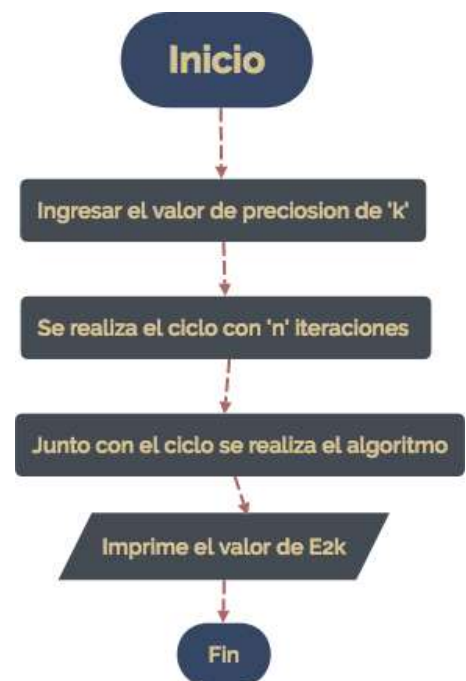 Inicio
Ingresar el valor de preciosion de 'k'
Se realiza el ciclo con 'n' iteraciones
Junto con el ciclo se realiza el algoritmo
Imprime el valor de E2k
Fin